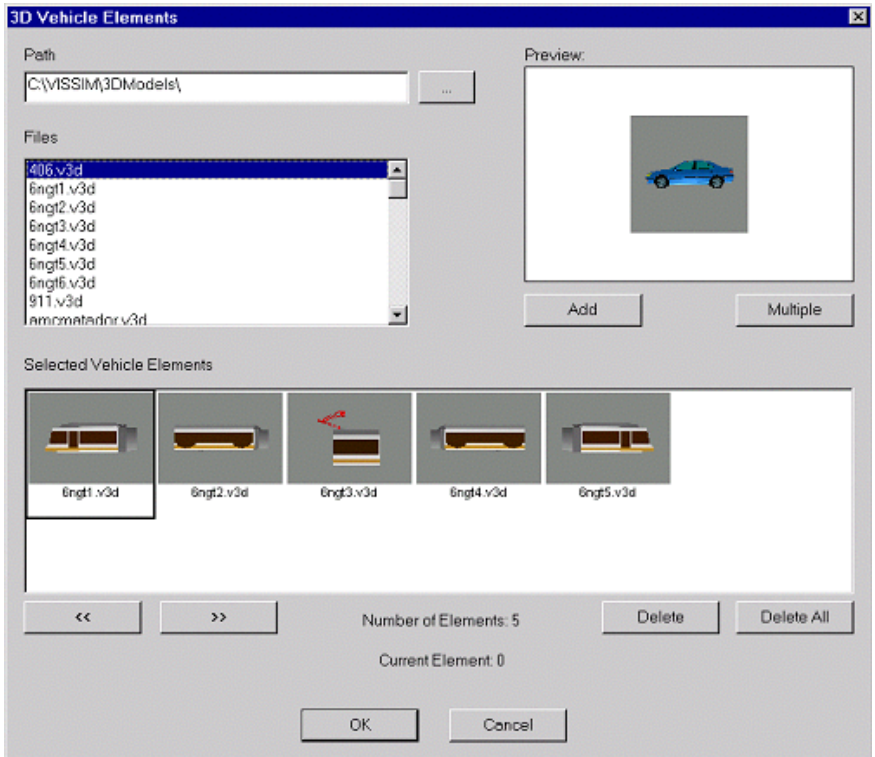 3D Vehicle Elements
Path
C:\VISSIM\3DModels\
...
Preview:
Files
406.v3d
6ngt1.v3d
6ngt2.v3d
6ngt3.v3d
6ngt4.v3d
6ngt5.v3d
6ngt6.v3d
911.v3d
amcmatador.v3d
Add
Multiple
Selected Vehicle Elements
6ngt1.v3d
6ngt2.v3d
6ngt3.v3d
6ngt4.v3d
6ngt5.v3d
<<
>>
Number of Elements: 5
Delete
Delete All
Current Element: 0
OK
Cancel